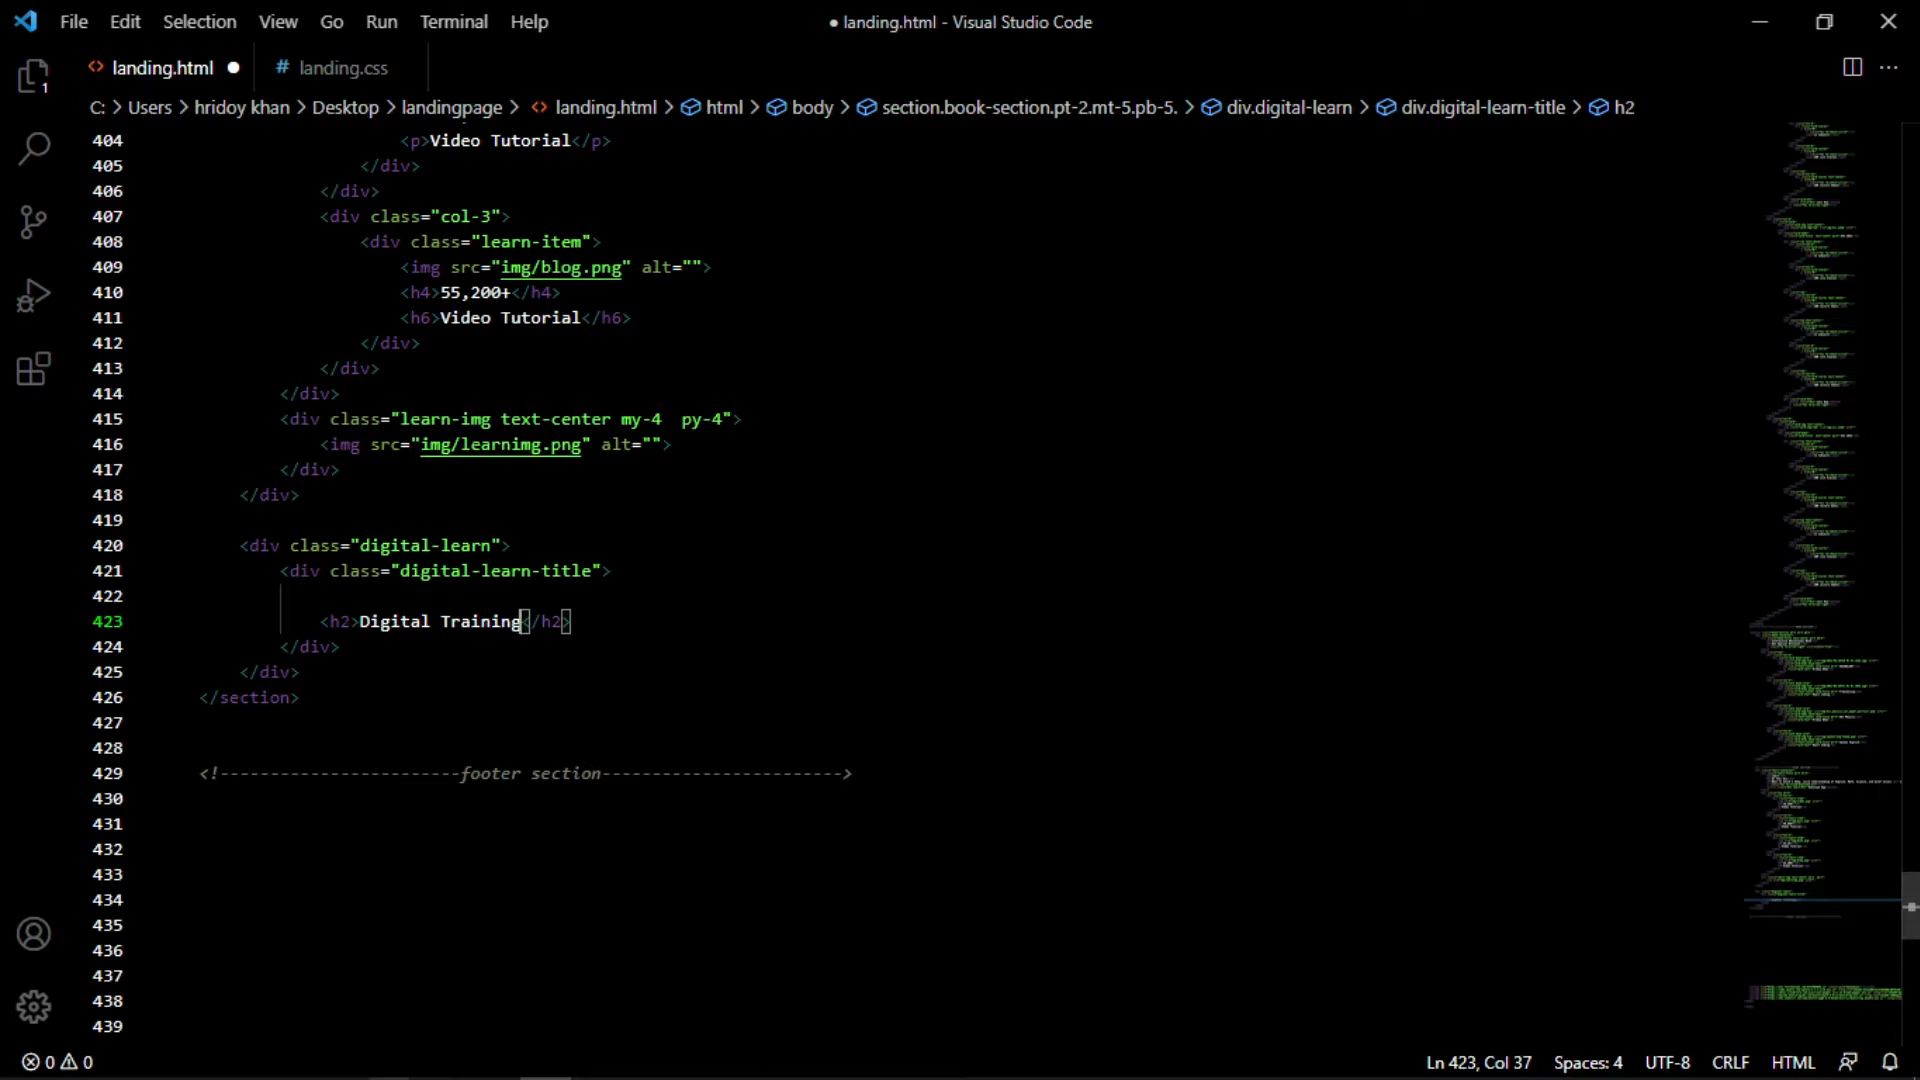 File Edit Selection View Go Run Terminal Help
● landing.html - Visual Studio Code
<> landing.html ●
# landing.css
C: > Users > hridoy khan > Desktop > landingpage > <> landing.html > html > body > section.book-section.pt-2.mt-5.pb-5. > div.digital-learn > div.digital-learn-title > h2
1
404 <p>Video Tutorial</p>
405 </div>
406 </div>
407 <div class="col-3">
408 <div class="learn-item">
409 <img src="img/blog.png" alt="">
410 <h4>55,200+</h4>
411 <h6>Video Tutorial</h6>
412 </div>
413 </div>
414 </div>
415 <div class="learn-img text-center my-4  py-4">
416 <img src="img/learnimg.png" alt="">
417 </div>
418 </div>
419
420 <div class="digital-learn">
421 <div class="digital-learn-title">
422
423 <h2>Digital Training</h2>
424 </div>
425 </div>
426 </section>
427
428
429 <!------------------------footer section------------------------>
430
431
432
433
434
435
436
437
438
439
0 0
Ln 423, Col 37 Spaces: 4 UTF-8 CRLF HTML